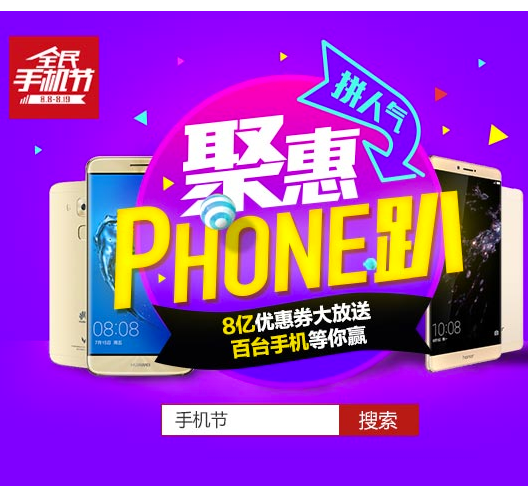 全民
手机节
8.8-8.19
拼人气
聚惠
PHONE趴
8亿优惠券大放送
百台手机等你赢
08:08
HUAWEI
10:08
honor
手机节 搜索